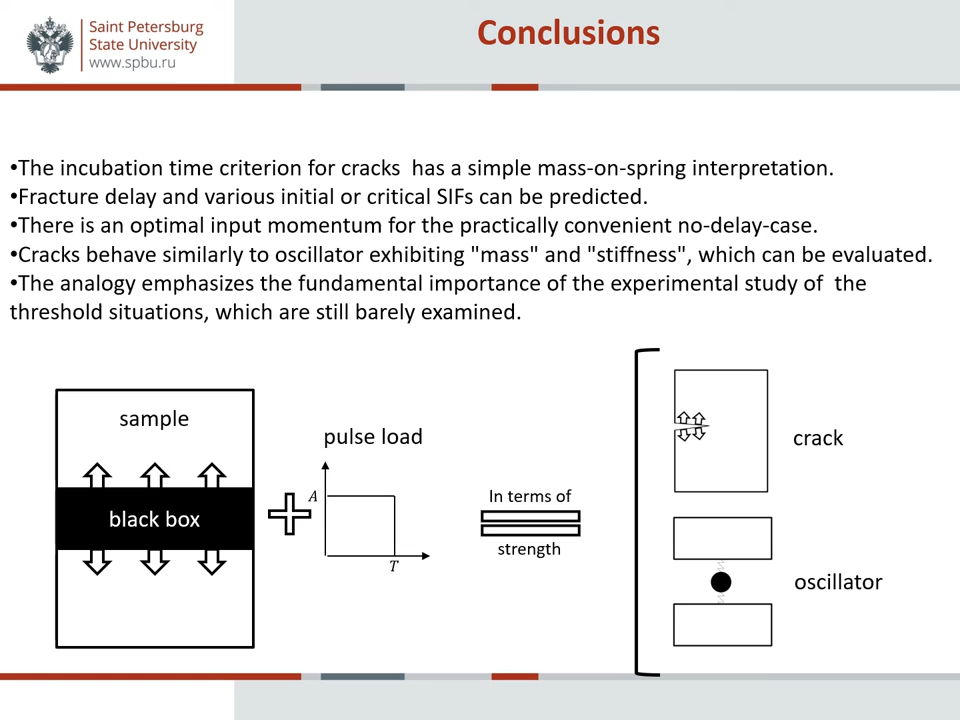 Saint Petersburg
State University
www.spbu.ru
Conclusions
•The incubation time criterion for cracks  has a simple mass-on-spring interpretation.
•Fracture delay and various initial or critical SIFs can be predicted.
•There is an optimal input momentum for the practically convenient no-delay-case.
•Cracks behave similarly to oscillator exhibiting "mass" and "stiffness", which can be evaluated.
•The analogy emphasizes the fundamental importance of the experimental study of  the
threshold situations, which are still barely examined.
sample
black box
pulse load
A
T
In terms of
strength
crack
oscillator